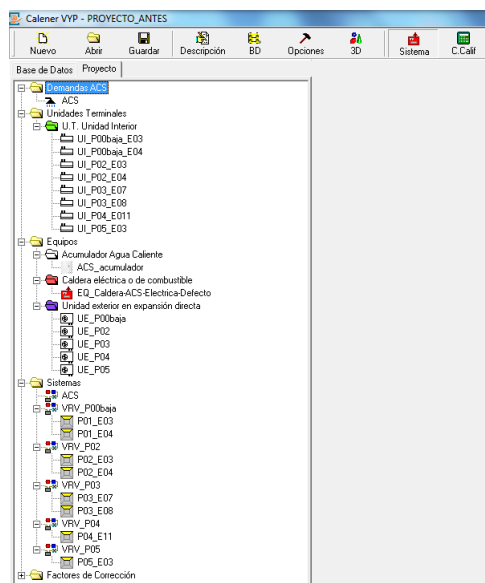 Calener VYP - PROYECTO_ANTES
Nuevo Abrir Guardar Descripción BD Opciones 3D Sistema C.Calif
Base de Datos Proyecto
Demandas ACS
ACS
Unidades Terminales
U.T. Unidad Interior
UI_P00baja_E03
UI_P00baja_E04
UI_P02_E03
UI_P02_E04
UI_P03_E07
UI_P03_E08
UI_P04_E011
UI_P05_E03
Equipos
Acumulador Agua Caliente
ACS_acumulador
Caldera eléctrica o de combustible
EQ_Caldera-ACS-Electrica-Defecto
Unidad exterior en expansión directa
UE_P00baja
UE_P02
UE_P03
UE_P04
UE_P05
Sistemas
ACS
VRV_P00baja
P01_E03
P01_E04
VRV_P02
P02_E03
P02_E04
VRV_P03
P03_E07
P03_E08
VRV_P04
P04_E11
VRV_P05
P05_E03
Factores de Corrección